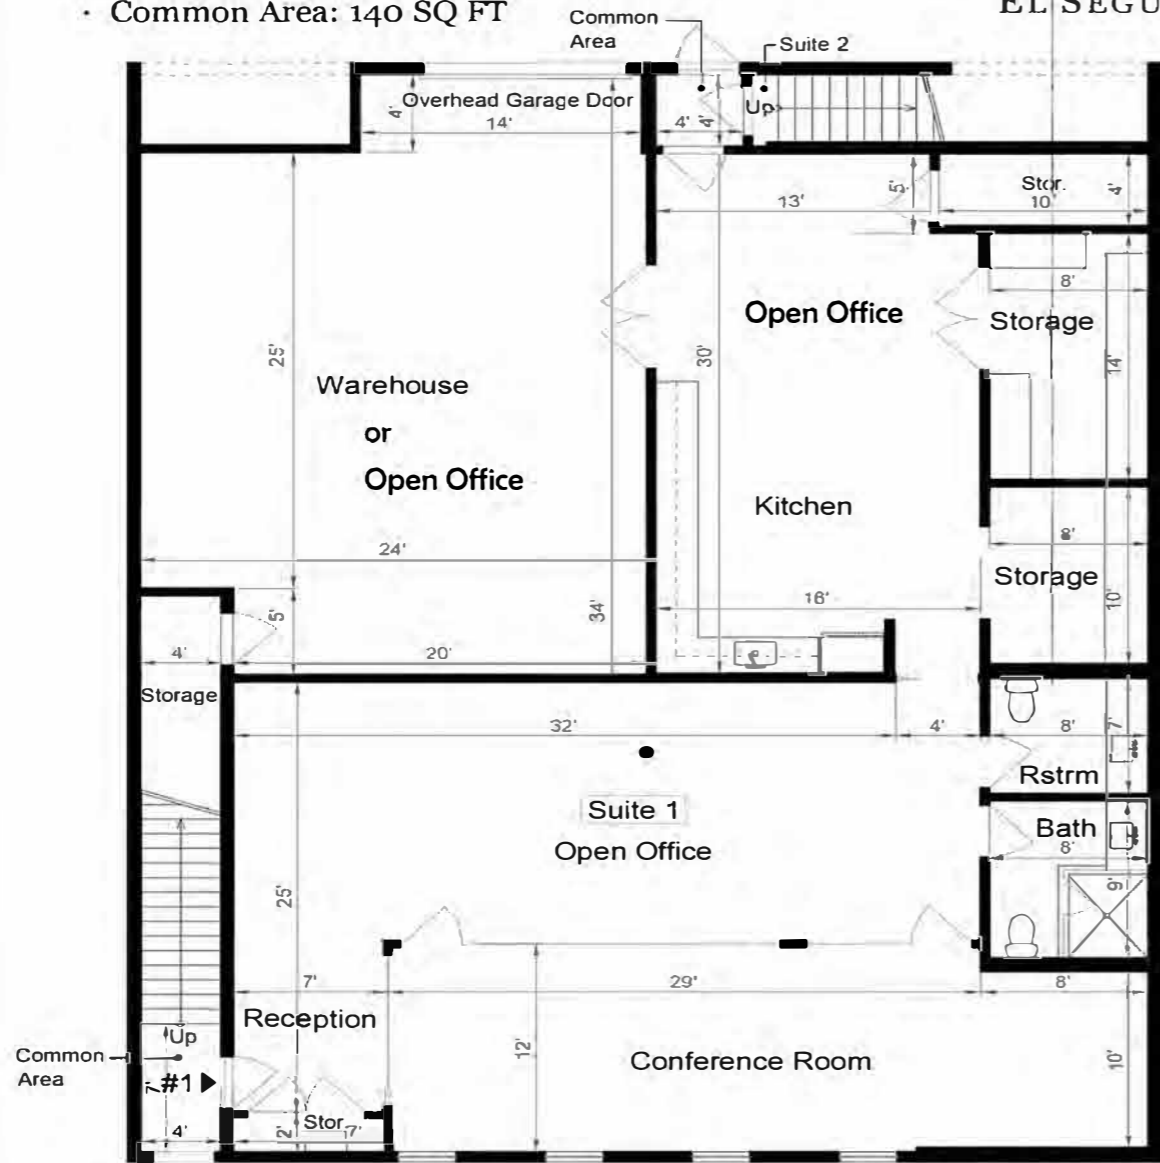 · Common Area: 140 SQ FT
EL SEGU
Common
Area
Suite 2
Overhead Garage Door
14'
4'
4'
4'
Up
13'
5'
Stor.
10'
4'
8'
Open Office
Storage
14'
25'
30'
Warehouse
or
Open Office
Kitchen
24'
34'
16'
8'
Storage
10'
5'
4'
20'
Storage
32'
4'
8'
7'
Rstrm
Suite 1
Open Office
Bath
8'
9'
25'
7'
29'
8'
Reception
12'
Conference Room
10'
Up
Common
Area
7'
#1
4'
Stor.
2'
7'